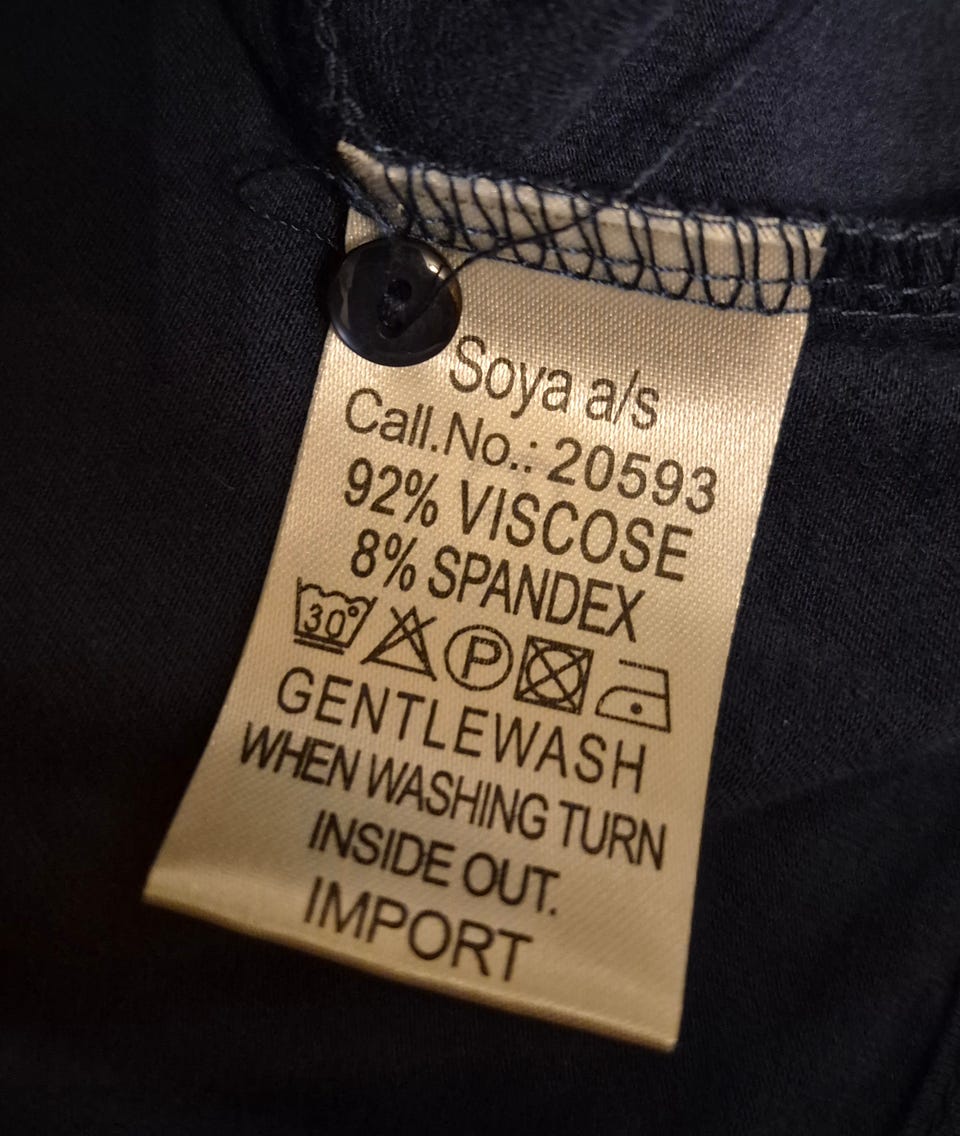 Soya a/s
Call.No.: 20593
92% VISCOSE
8% SPANDEX
30° P
GENTLEWASH
WHEN WASHING TURN
INSIDE OUT.
IMPORT